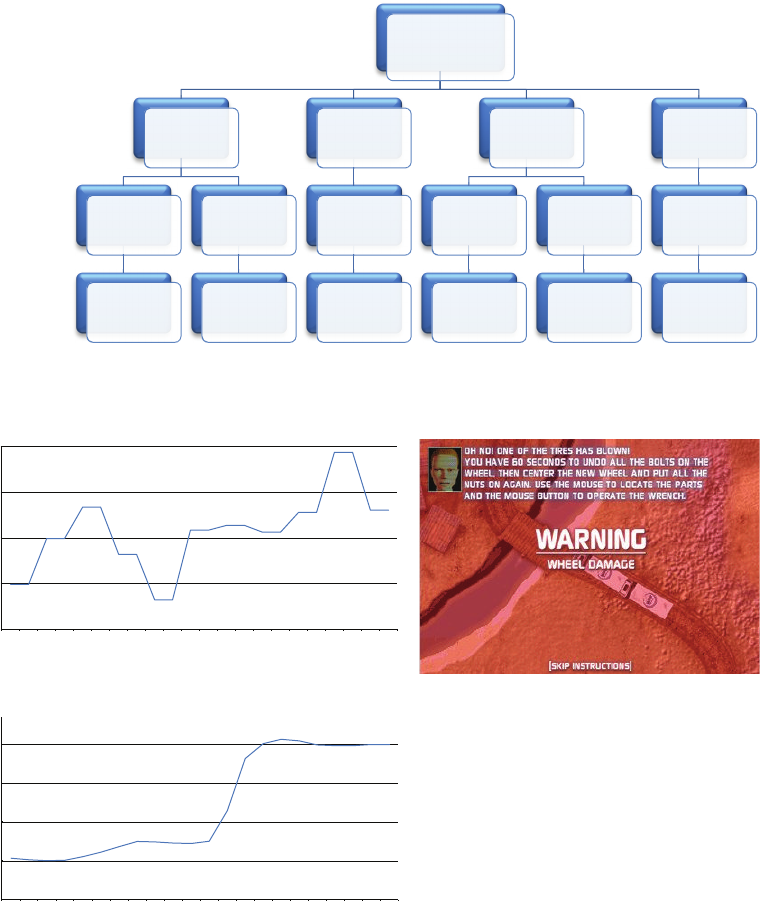 OH NO! ONE OF THE TIRES HAS BLOWN!
YOU HAVE 60 SECONDS TO UNDO ALL THE BOLTS ON THE
WHEEL, THEN CENTER THE NEW WHEEL AND PUT ALL THE
NUTS ON AGAIN. USE THE MOUSE TO LOCATE THE PARTS
AND THE MOUSE BUTTON TO OPERATE THE WRENCH.
WARNING
WHEEL DAMAGE
[SKIP INSTRUCTIONS]